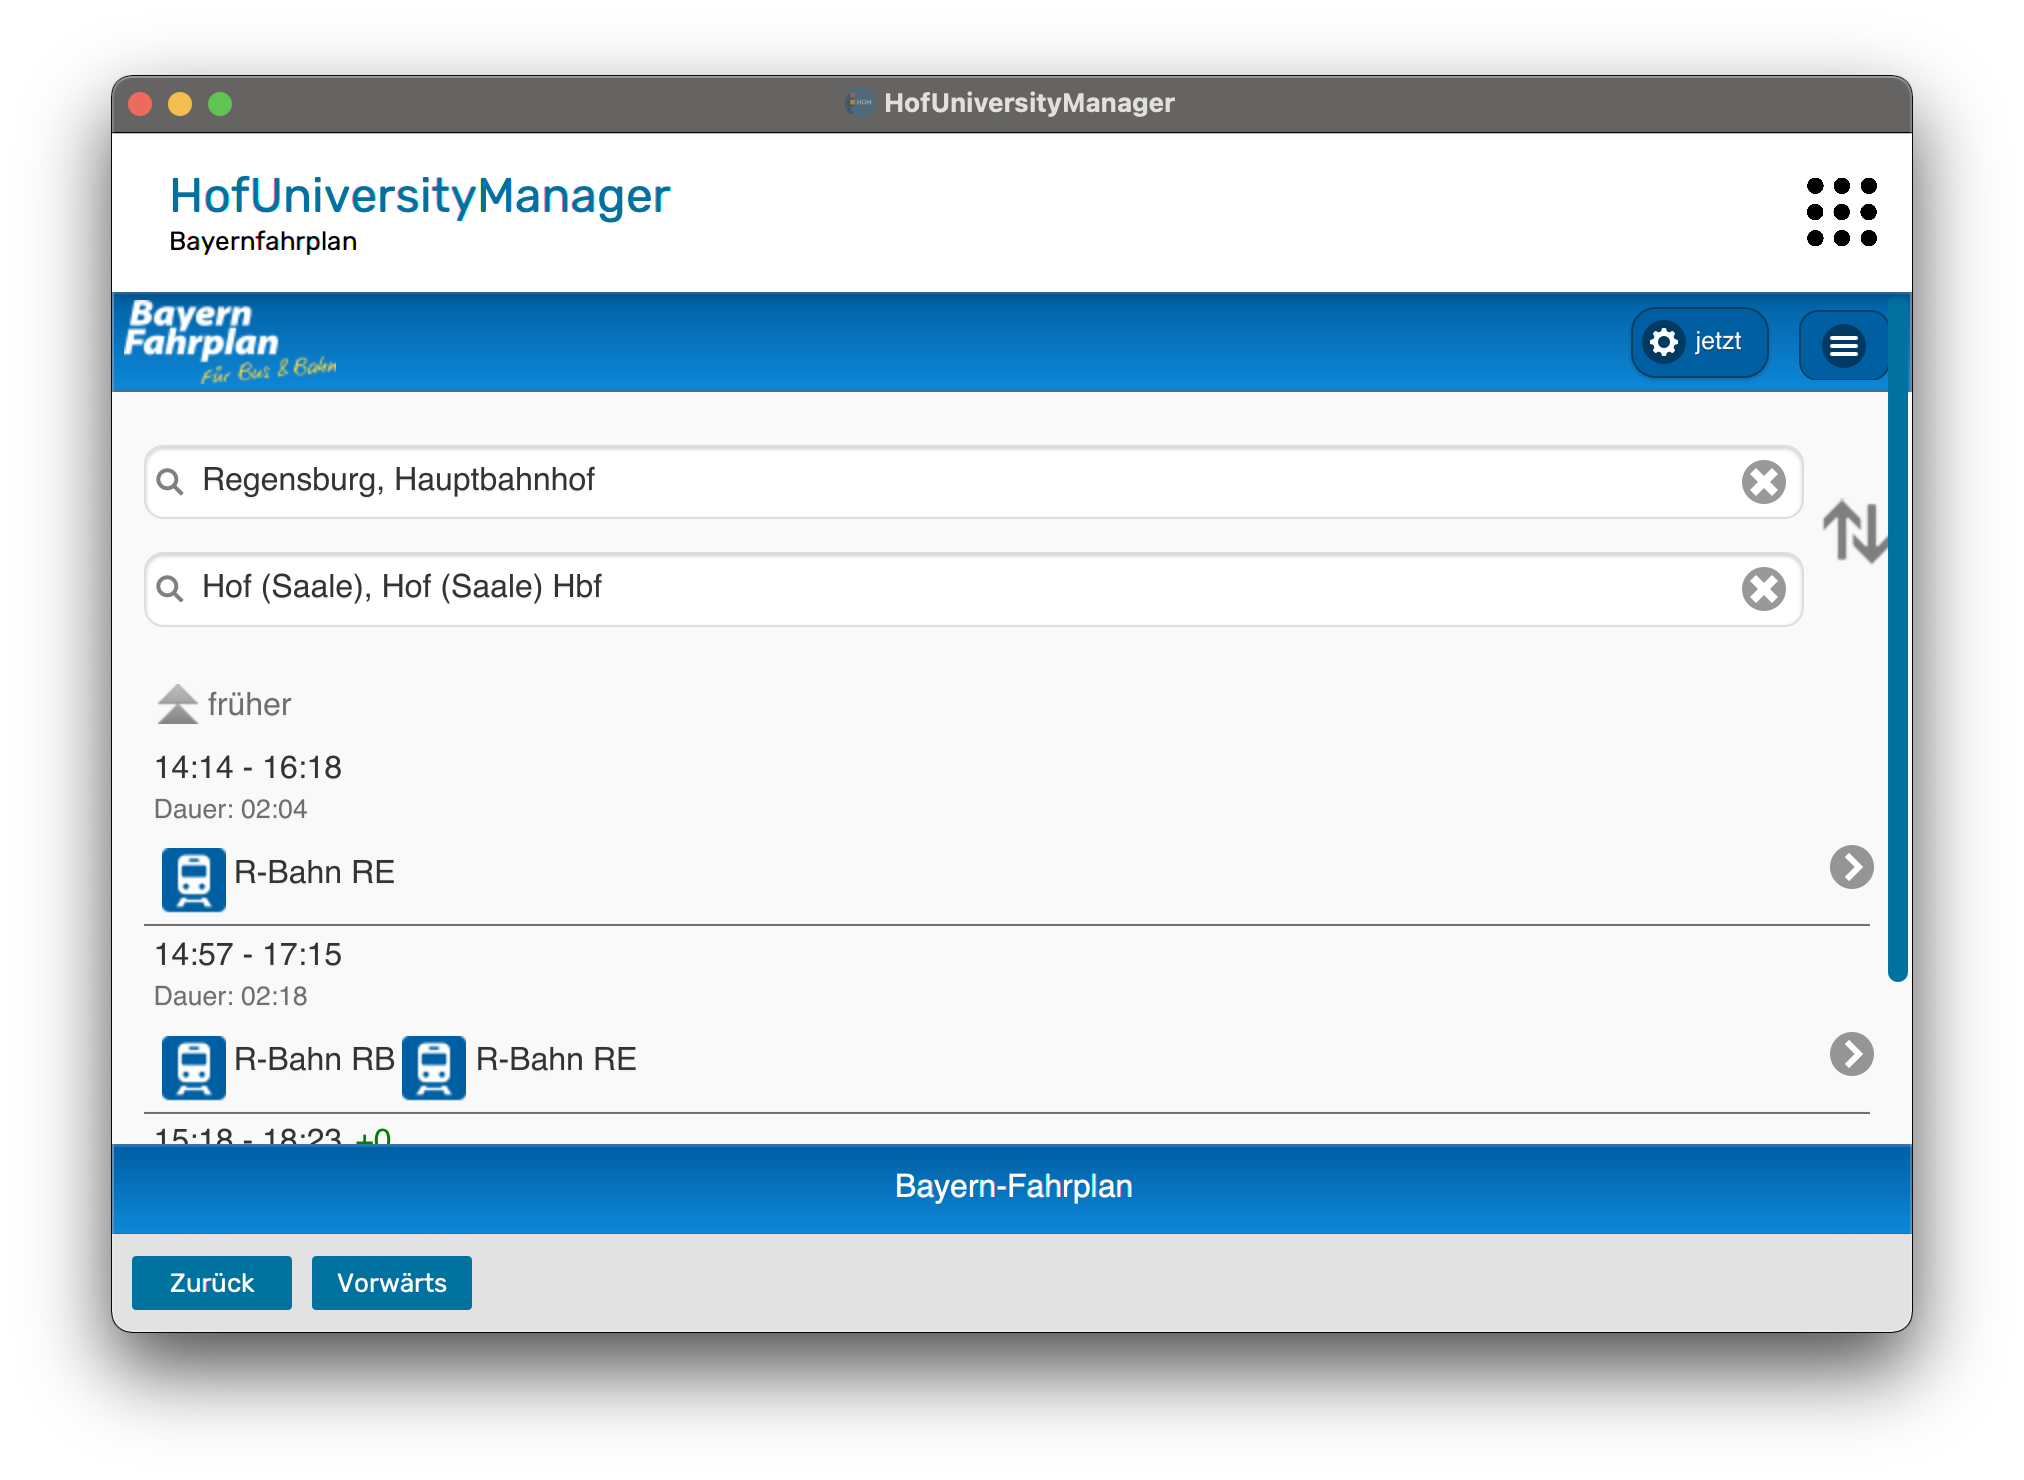 HofUniversityManager
HofUniversityManager
Bayernfahrplan
Bayern
Fahrplan
Für Bus & Bahn
jetzt
Regensburg, Hauptbahnhof
Hof (Saale), Hof (Saale) Hbf
früher
14:14 - 16:18
Dauer: 02:04
R-Bahn RE
14:57 - 17:15
Dauer: 02:18
R-Bahn RB R-Bahn RE
15:18 - 18:23 +0
Bayern-Fahrplan
Zurück Vorwärts